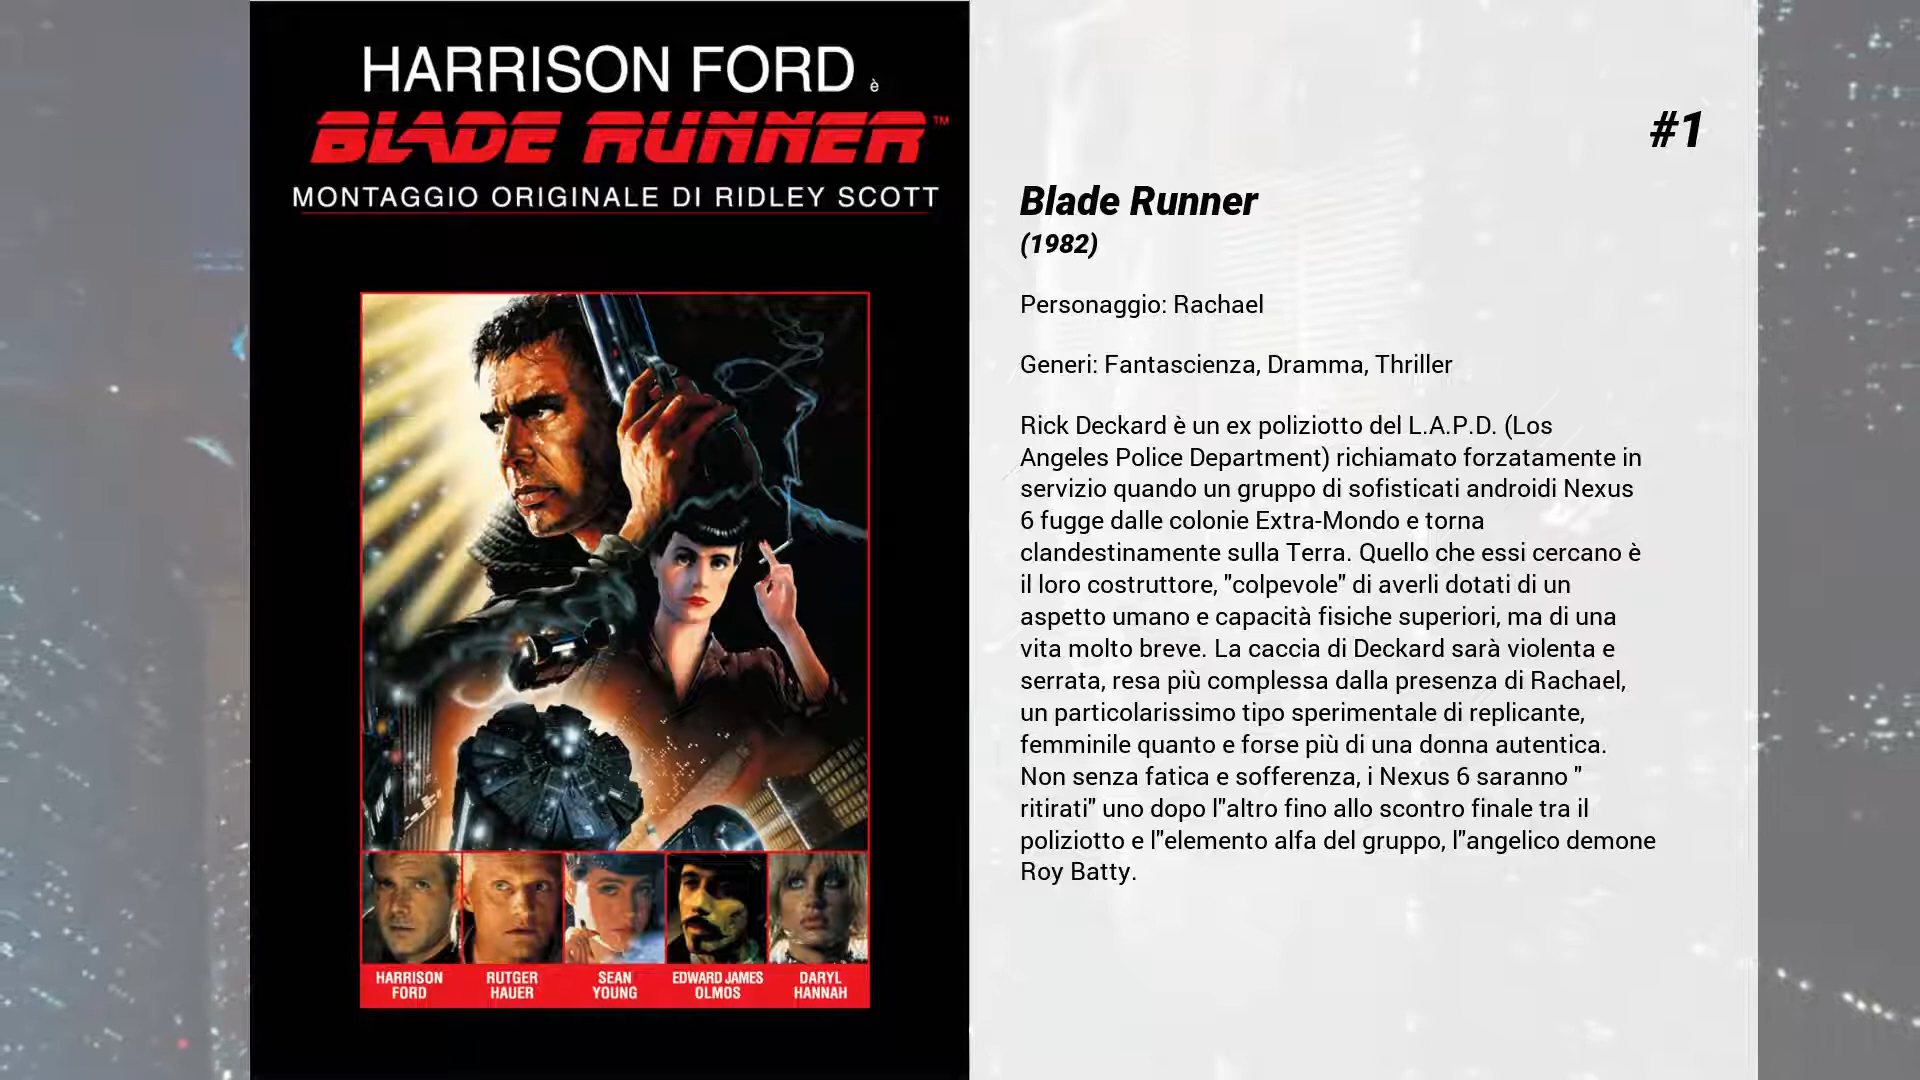 HARRISON FORD è
BLADE RUNNER™
MONTAGGIO ORIGINALE DI RIDLEY SCOTT
HARRISON FORD
RUTGER HAUER
SEAN YOUNG
EDWARD JAMES OLMOS
DARYL HANNAH
#1
Blade Runner
(1982)
Personaggio: Rachael
Generi: Fantascienza, Dramma, Thriller
Rick Deckard è un ex poliziotto del L.A.P.D. (Los
Angeles Police Department) richiamato forzatamente in
servizio quando un gruppo di sofisticati androidi Nexus
6 fugge dalle colonie Extra-Mondo e torna
clandestinamente sulla Terra. Quello che essi cercano è
il loro costruttore, "colpevole" di averli dotati di un
aspetto umano e capacità fisiche superiori, ma di una
vita molto breve. La caccia di Deckard sarà violenta e
serrata, resa più complessa dalla presenza di Rachael,
un particolarissimo tipo sperimentale di replicante,
femminile quanto e forse più di una donna autentica.
Non senza fatica e sofferenza, i Nexus 6 saranno "
ritirati" uno dopo l"altro fino allo scontro finale tra il
poliziotto e l"elemento alfa del gruppo, l"angelico demone
Roy Batty.